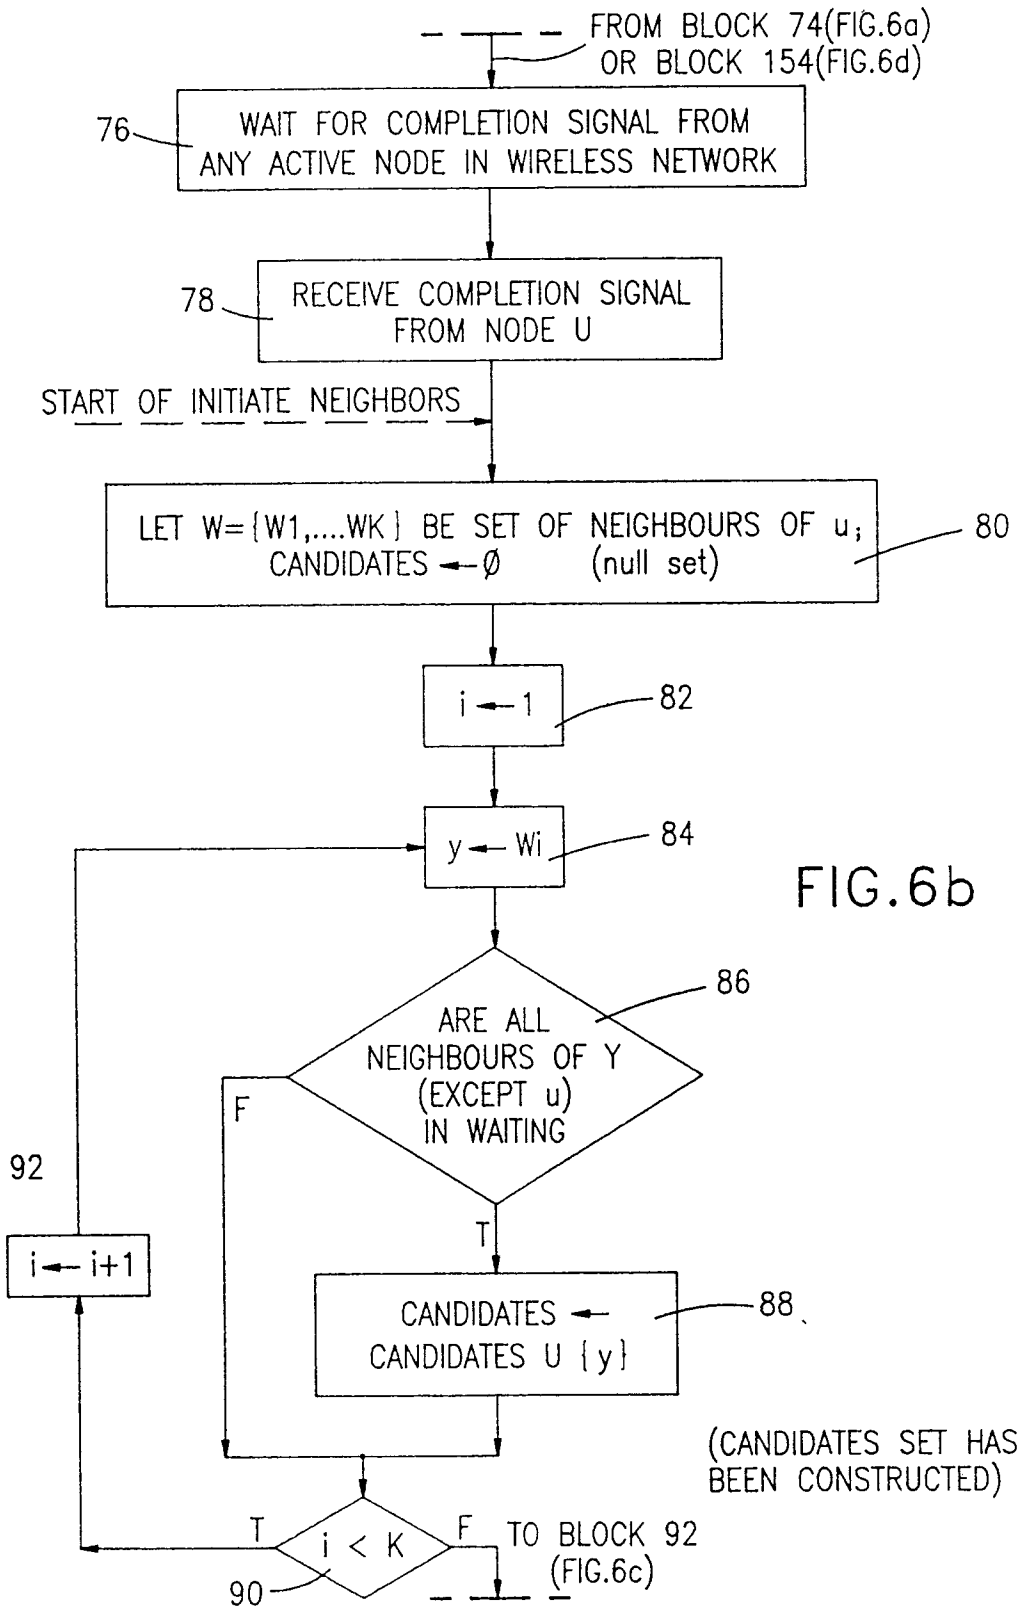 FROM BLOCK 74(FIG.6a)
OR BLOCK 154(FIG.6d)
76
WAIT FOR COMPLETION SIGNAL FROM
ANY ACTIVE NODE IN WIRELESS NETWORK
78
RECEIVE COMPLETION SIGNAL
FROM NODE U
START OF INITIATE NEIGHBORS
LET W={W1,....WK} BE SET OF NEIGHBOURS OF u;
CANDIDATES ← Ø (null set)
80
i ← 1
82
y ← Wi
84
FIG.6b
86
ARE ALL
NEIGHBOURS OF Y
(EXCEPT u)
IN WAITING
F
92
T
i ← i+1
CANDIDATES ←
CANDIDATES U {y}
88
(CANDIDATES SET HAS
BEEN CONSTRUCTED)
T
i < K
F
TO BLOCK 92
(FIG.6c)
90